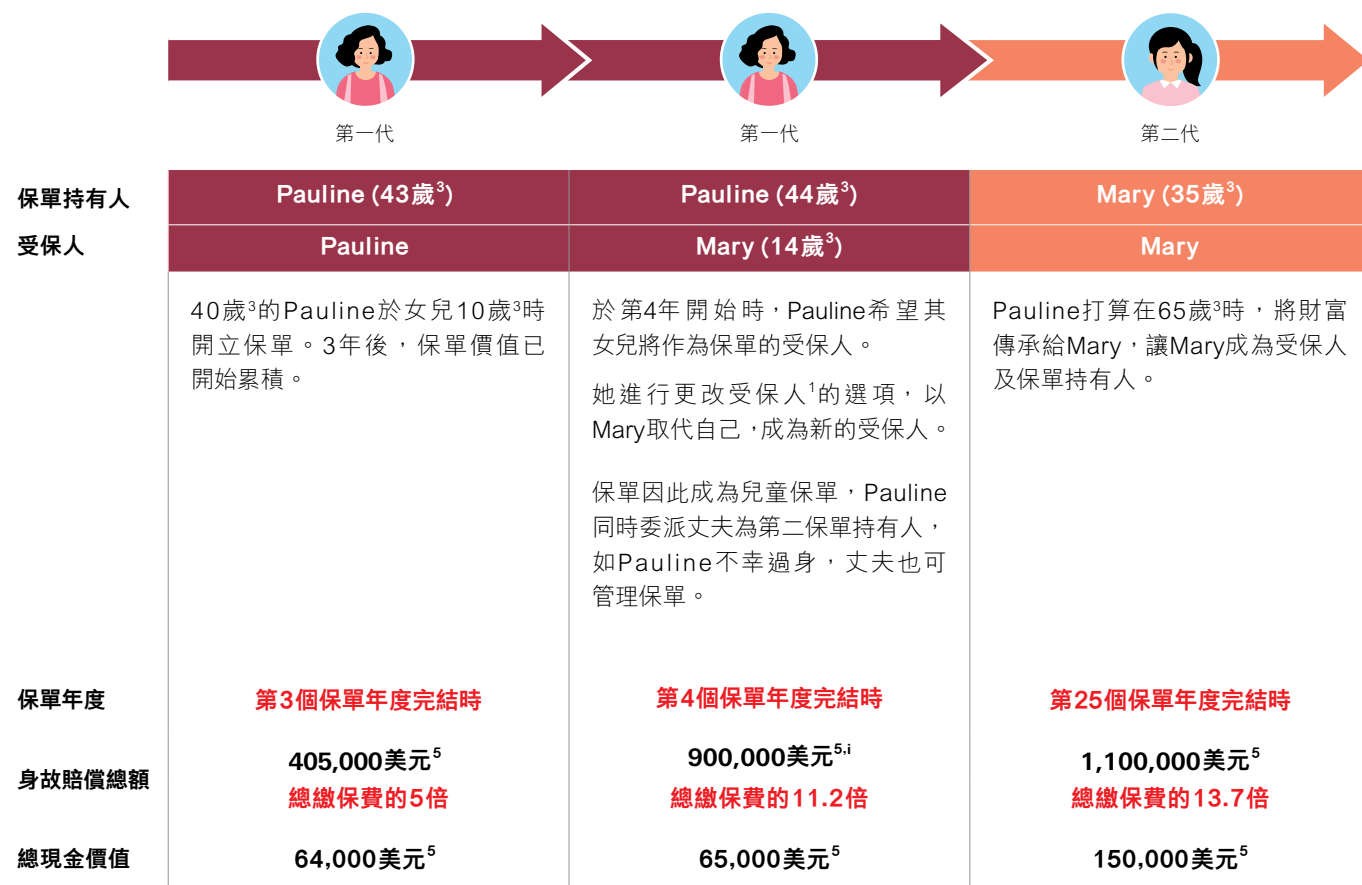 第一代
第一代
第二代
保單持有人
Pauline (43歲³)
Pauline (44歲³)
Mary (35歲³)
受保人
Pauline
Mary (14歲³)
Mary
40歲³的Pauline於女兒10歲³時
開立保單。3年後，保單價值已
開始累積。
於第4年開始時，Pauline希望其
女兒將作為保單的受保人。
她進行更改受保人¹的選項，以
Mary取代自己，成為新的受保人。
保單因此成為兒童保單，Pauline
同時委派丈夫為第二保單持有人，
如Pauline不幸過身，丈夫也可
管理保單。
Pauline打算在65歲³時，將財富
傳承給Mary，讓Mary成為受保人
及保單持有人。
保單年度
第3個保單年度完結時
第4個保單年度完結時
第25個保單年度完結時
身故賠償總額
405,000美元⁵
總繳保費的5倍
900,000美元⁵,ⁱ
總繳保費的11.2倍
1,100,000美元⁵
總繳保費的13.7倍
總現金價值
64,000美元⁵
65,000美元⁵
150,000美元⁵